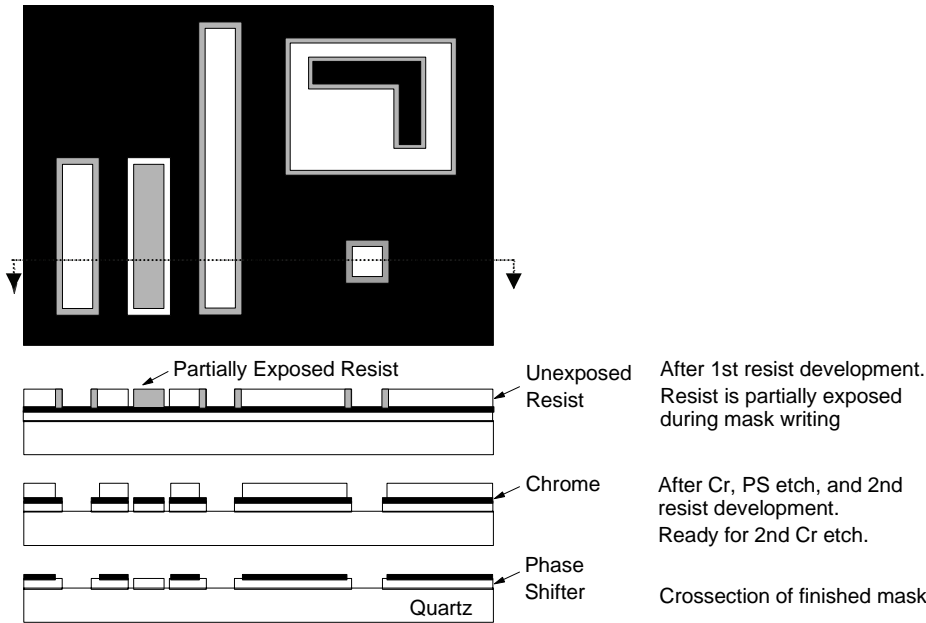 Partially Exposed Resist
Unexposed
Resist
After 1st resist development.
Resist is partially exposed
during mask writing
Chrome
After Cr, PS etch, and 2nd
resist development.
Ready for 2nd Cr etch.
Phase
Shifter
Quartz
Crossection of finished mask